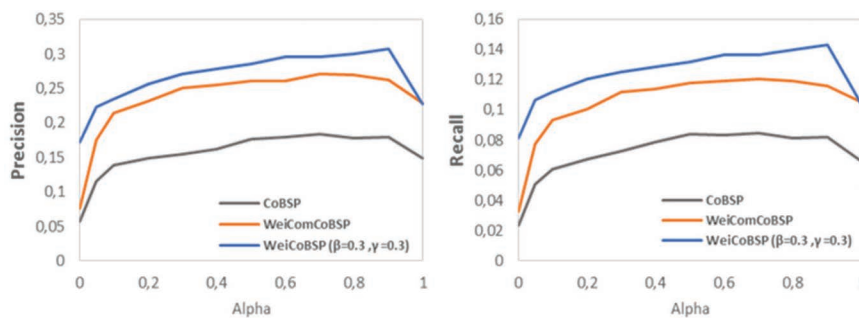 0,35
0,3
0,25
0,2
0,15
0,1
0,05
0
Precision
CoBSP
WeiComCoBSP
WeiCoBSP (β=0.3 ,γ =0.3)
0 0,2 0,4 0,6 0,8 1
Alpha
0,16
0,14
0,12
0,1
0,08
0,06
0,04
0,02
0
Recall
CoBSP
WeiComCoBSP
WeiCoBSP (β=0.3 ,γ =0.3)
0 0,2 0,4 0,6 0,8
Alpha